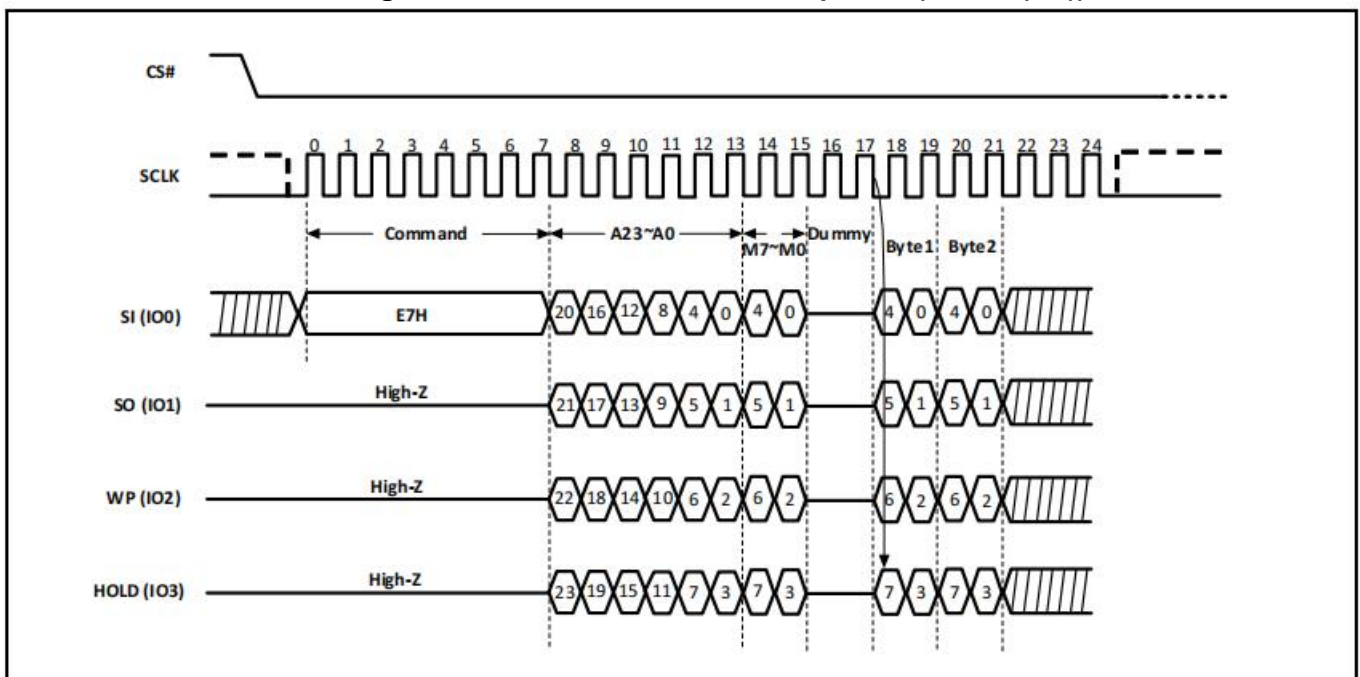 CS#
0 1 2 3 4 5 6 7 8 9 10 11 12 13 14 15 16 17 18 19 20 21 22 23 24
SCLK
Command A23~A0 M7~M0 Dummy Byte1 Byte2
SI (IO0) E7H 20 16 12 8 4 0 4 0 4 0 4 0
SO (IO1) High-Z 21 17 13 9 5 1 5 1 5 1 5 1
WP (IO2) High-Z 22 18 14 10 6 2 6 2 6 2 6 2
HOLD (IO3) High-Z 23 19 15 11 7 3 7 3 7 3 7 3